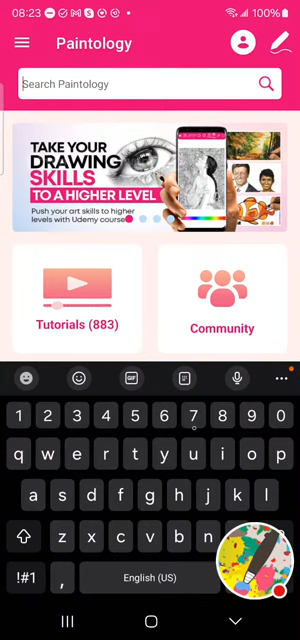 08:23
100%
Paintology
Search Paintology
TAKE YOUR
DRAWING
SKILLS
TO A HIGHER LEVEL
Push your art skills to higher
levels with Udemy course
Tutorials (883)
Community
GIF
1 2 3 4 5 6 7 8 9 0
q w e r t y u i o p
a s d f g h j k l
z x c v b n
!#1 , English (US)